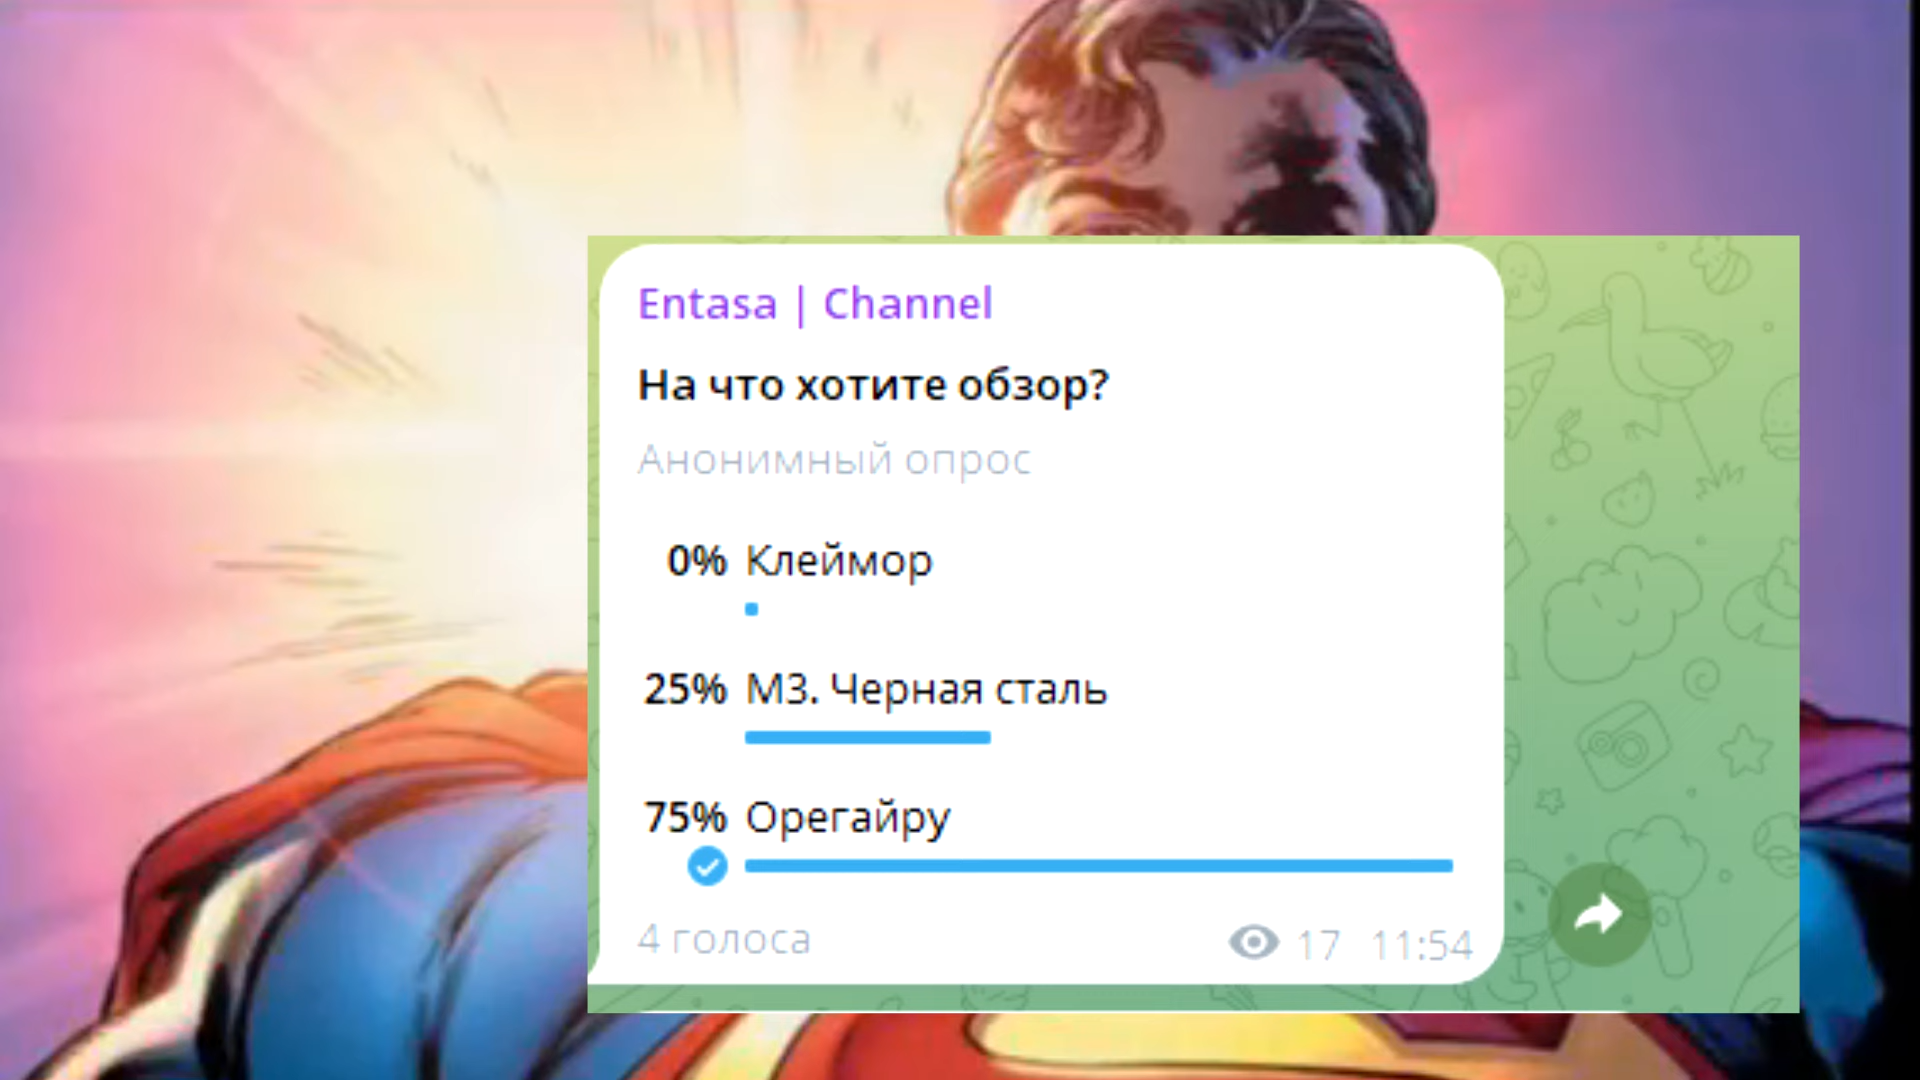 Entasa | Channel
На что хотите обзор?
Анонимный опрос
0% Клеймор
25% М3. Черная сталь
75% Орегайру
4 голоса 17 11:54